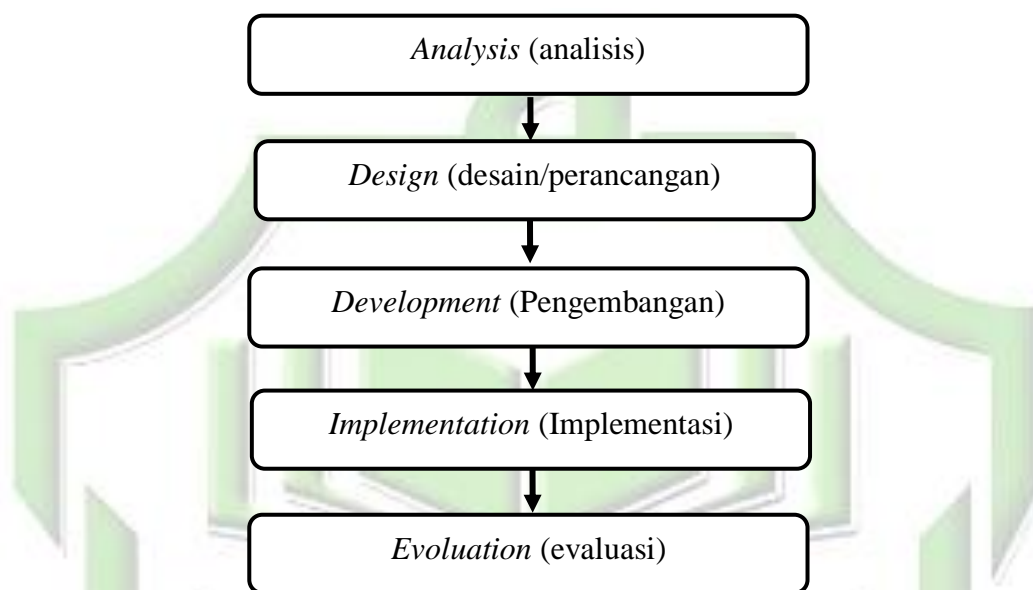 Analysis (analisis)
Design (desain/perancangan)
Development (Pengembangan)
Implementation (Implementasi)
Evoluation (evaluasi)